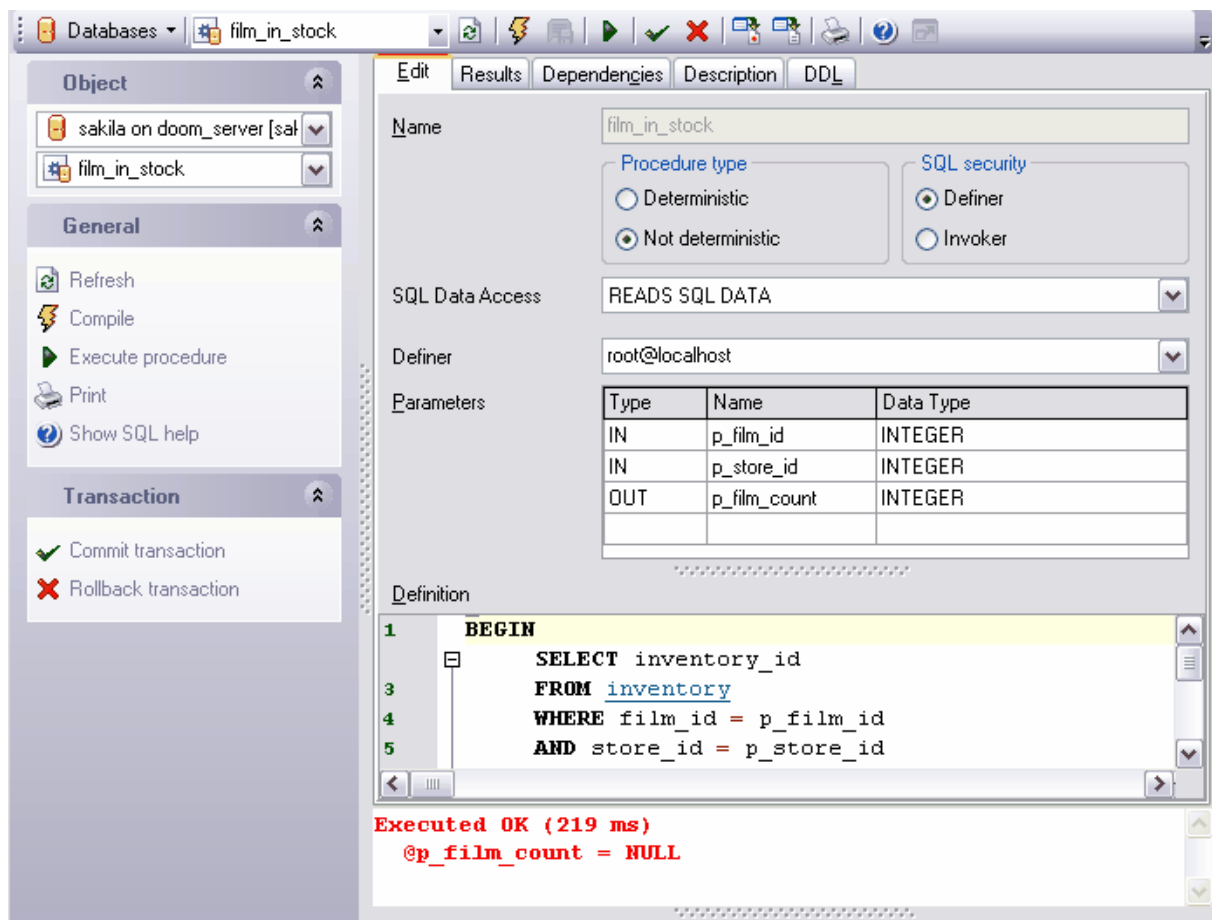 Databases film_in_stock
Object
sakila on doom_server [sal
film_in_stock
General
Refresh
Compile
Execute procedure
Print
Show SQL help
Transaction
Commit transaction
Rollback transaction
Edit Results Dependencies Description DDL
Name film_in_stock
Procedure type SQL security
Deterministic Definer
Not deterministic Invoker
SQL Data Access READS SQL DATA
Definer root@localhost
Parameters Type Name Data Type
IN p_film_id INTEGER
IN p_store_id INTEGER
OUT p_film_count INTEGER
Definition
1 BEGIN
SELECT inventory_id
3 FROM inventory
4 WHERE film_id = p_film_id
5 AND store_id = p_store_id
Executed OK (219 ms)
@p_film_count = NULL